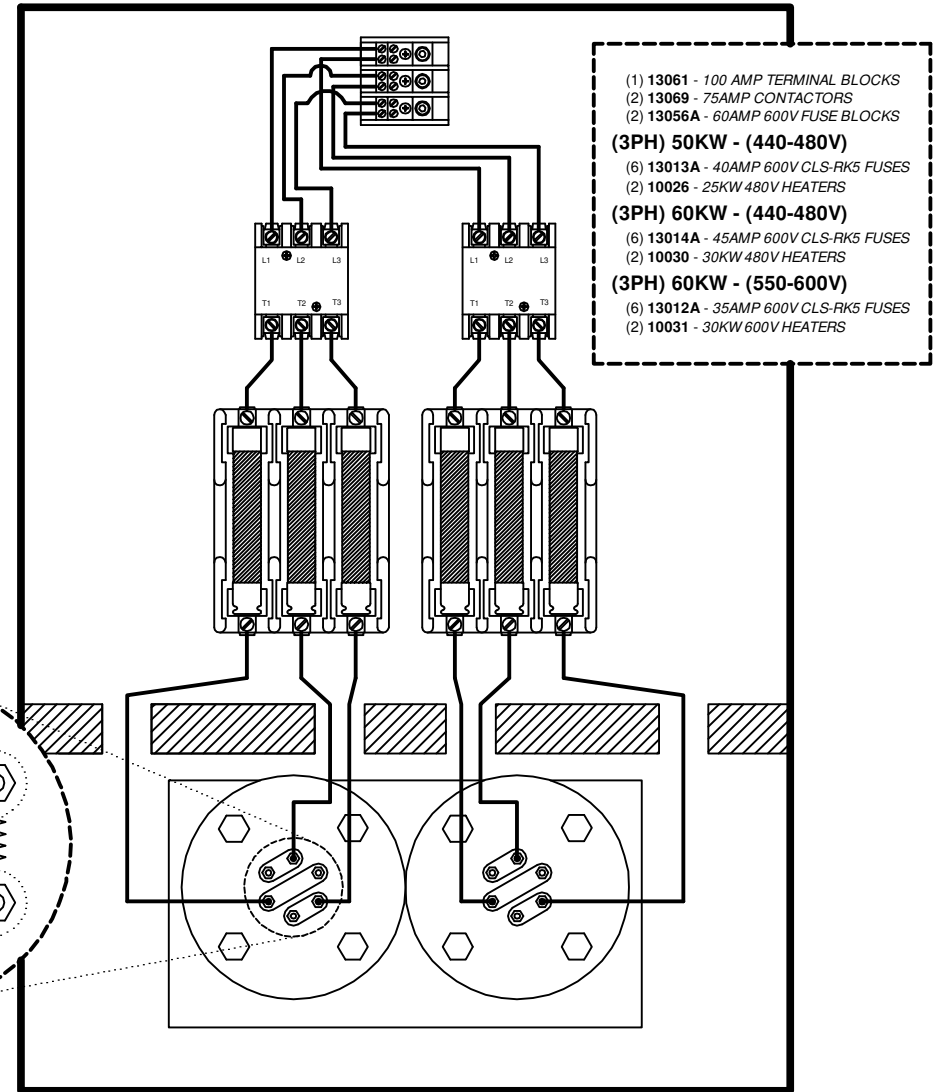 (1) 13061 - 100 AMP TERMINAL BLOCKS
(2) 13069 - 75AMP CONTACTORS
(2) 13056A - 60AMP 600V FUSE BLOCKS
(3PH) 50KW - (440-480V)
(6) 13013A - 40AMP 600V CLS-RK5 FUSES
(2) 10026 - 25KW 480V HEATERS
(3PH) 60KW - (440-480V)
(6) 13014A - 45AMP 600V CLS-RK5 FUSES
(2) 10030 - 30KW 480V HEATERS
(3PH) 60KW - (550-600V)
(6) 13012A - 35AMP 600V CLS-RK5 FUSES
(2) 10031 - 30KW 600V HEATERS
L1 L2 L3
T1 T2 T3
L1 L2 L3
T1 T2 T3